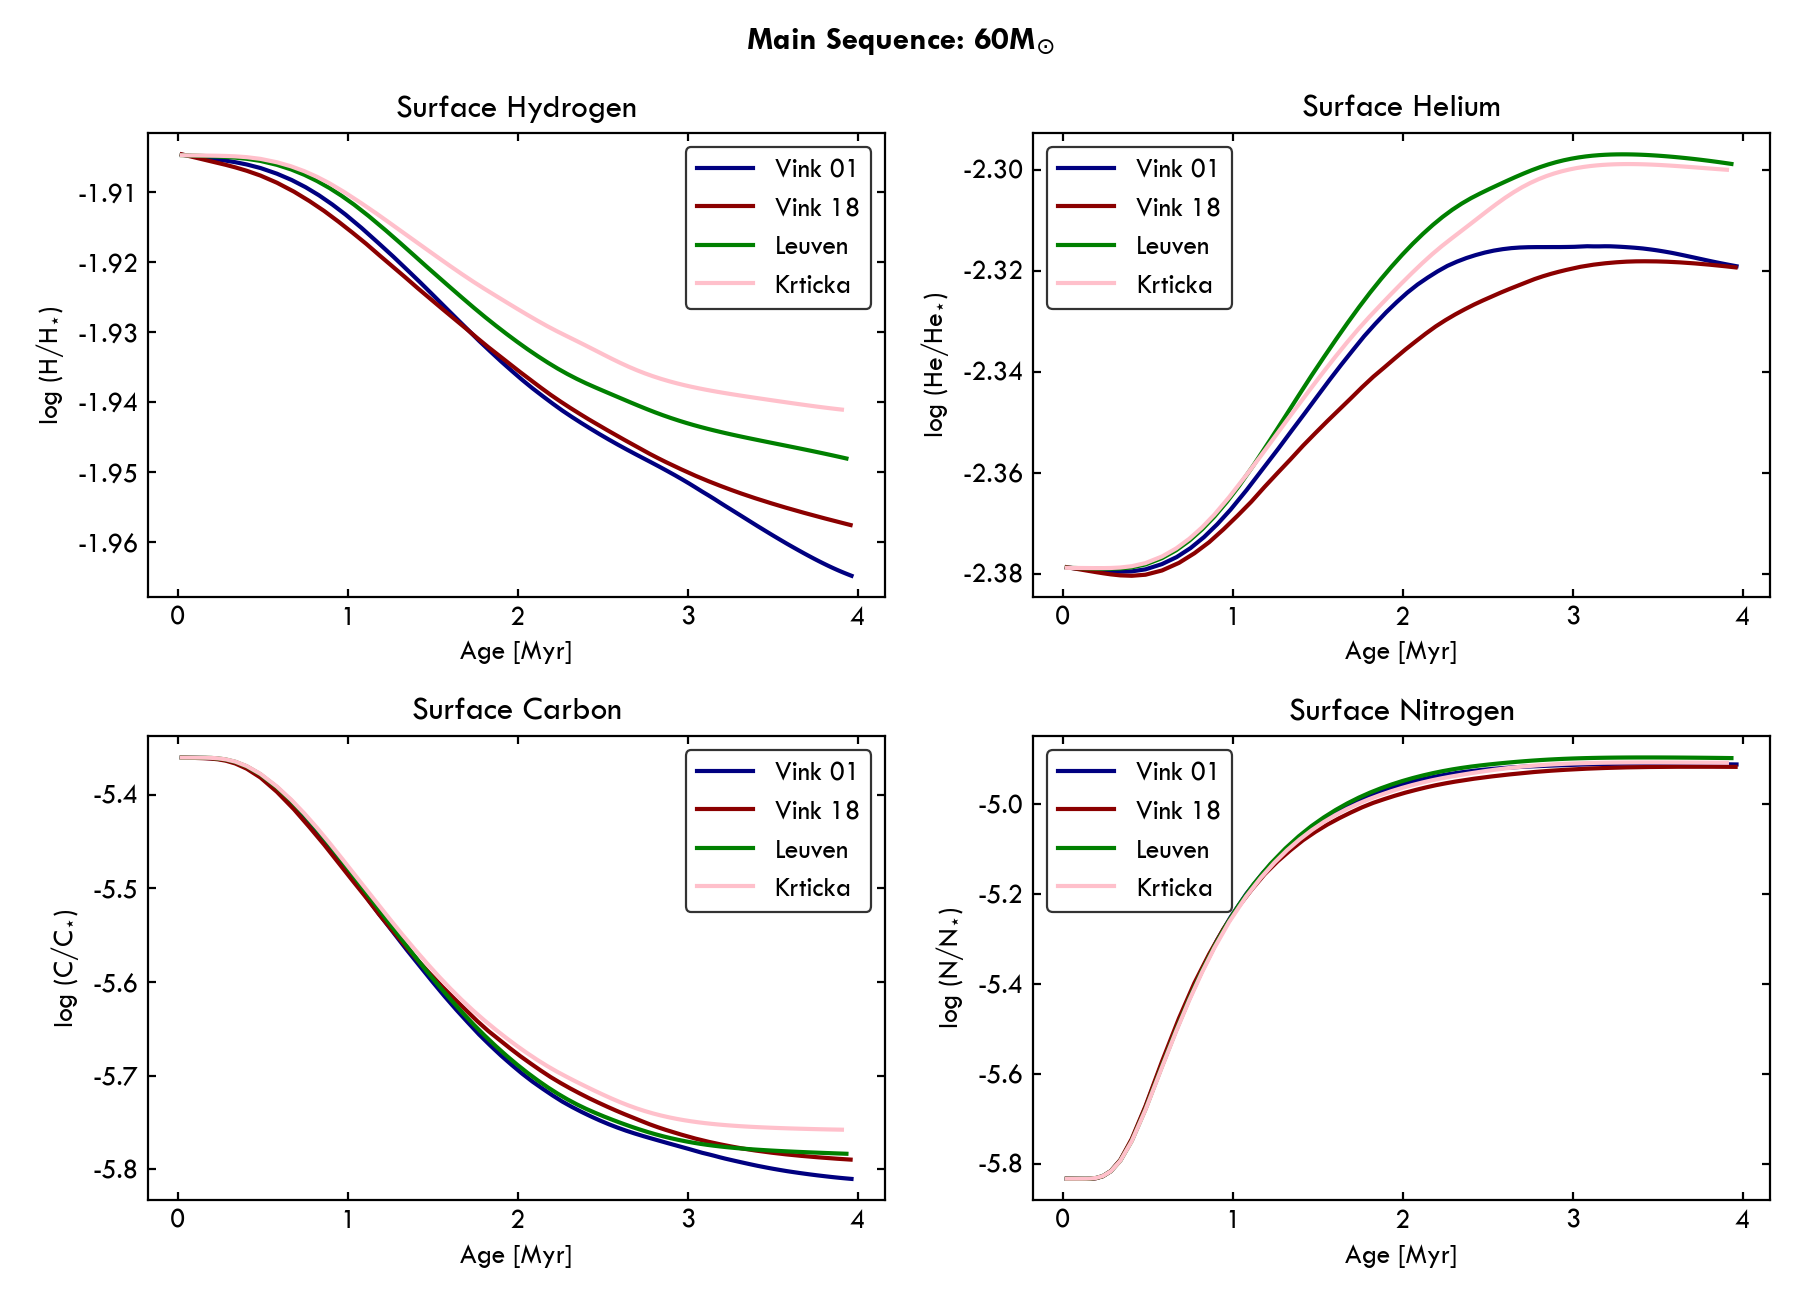 Main Sequence: 60M☉
Surface Hydrogen
log (H/H⋆)
-1.91
-1.92
-1.93
-1.94
-1.95
-1.96
Vink 01
Vink 18
Leuven
Krticka
0 1 2 3 4
Age [Myr]
Surface Helium
log (He/He⋆)
-2.30
-2.32
-2.34
-2.36
-2.38
Vink 01
Vink 18
Leuven
Krticka
0 1 2 3 4
Age [Myr]
Surface Carbon
log (C/C⋆)
-5.4
-5.5
-5.6
-5.7
-5.8
Vink 01
Vink 18
Leuven
Krticka
0 1 2 3 4
Age [Myr]
Surface Nitrogen
log (N/N⋆)
-5.0
-5.2
-5.4
-5.6
-5.8
Vink 01
Vink 18
Leuven
Krticka
0 1 2 3 4
Age [Myr]